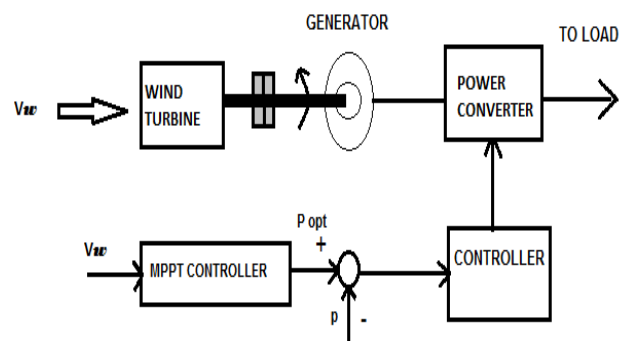 GENERATOR
TO LOAD
WIND
TURBINE
POWER
CONVERTER
Vw
P opt
+
Vw
MPPT CONTROLLER
CONTROLLER
p
-